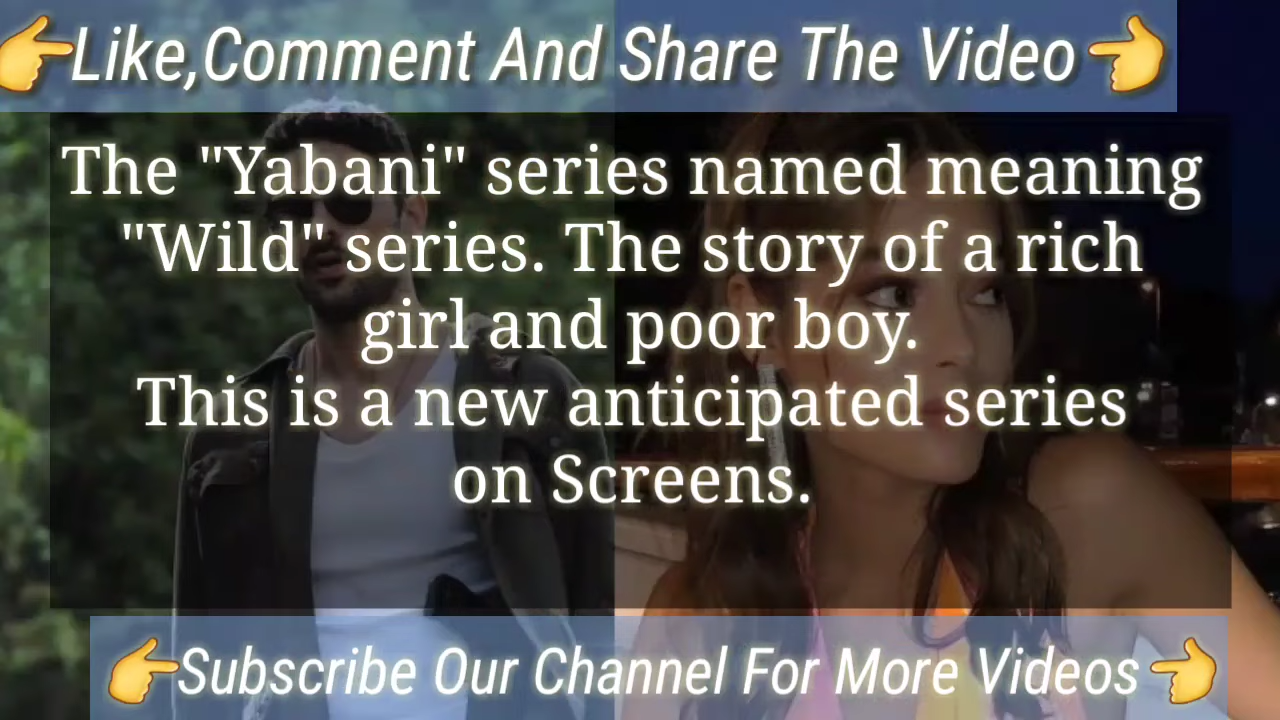 Like,Comment And Share The Video
The "Yabani" series named meaning
"Wild" series. The story of a rich
girl and poor boy.
This is a new anticipated series
on Screens.
Subscribe Our Channel For More Videos